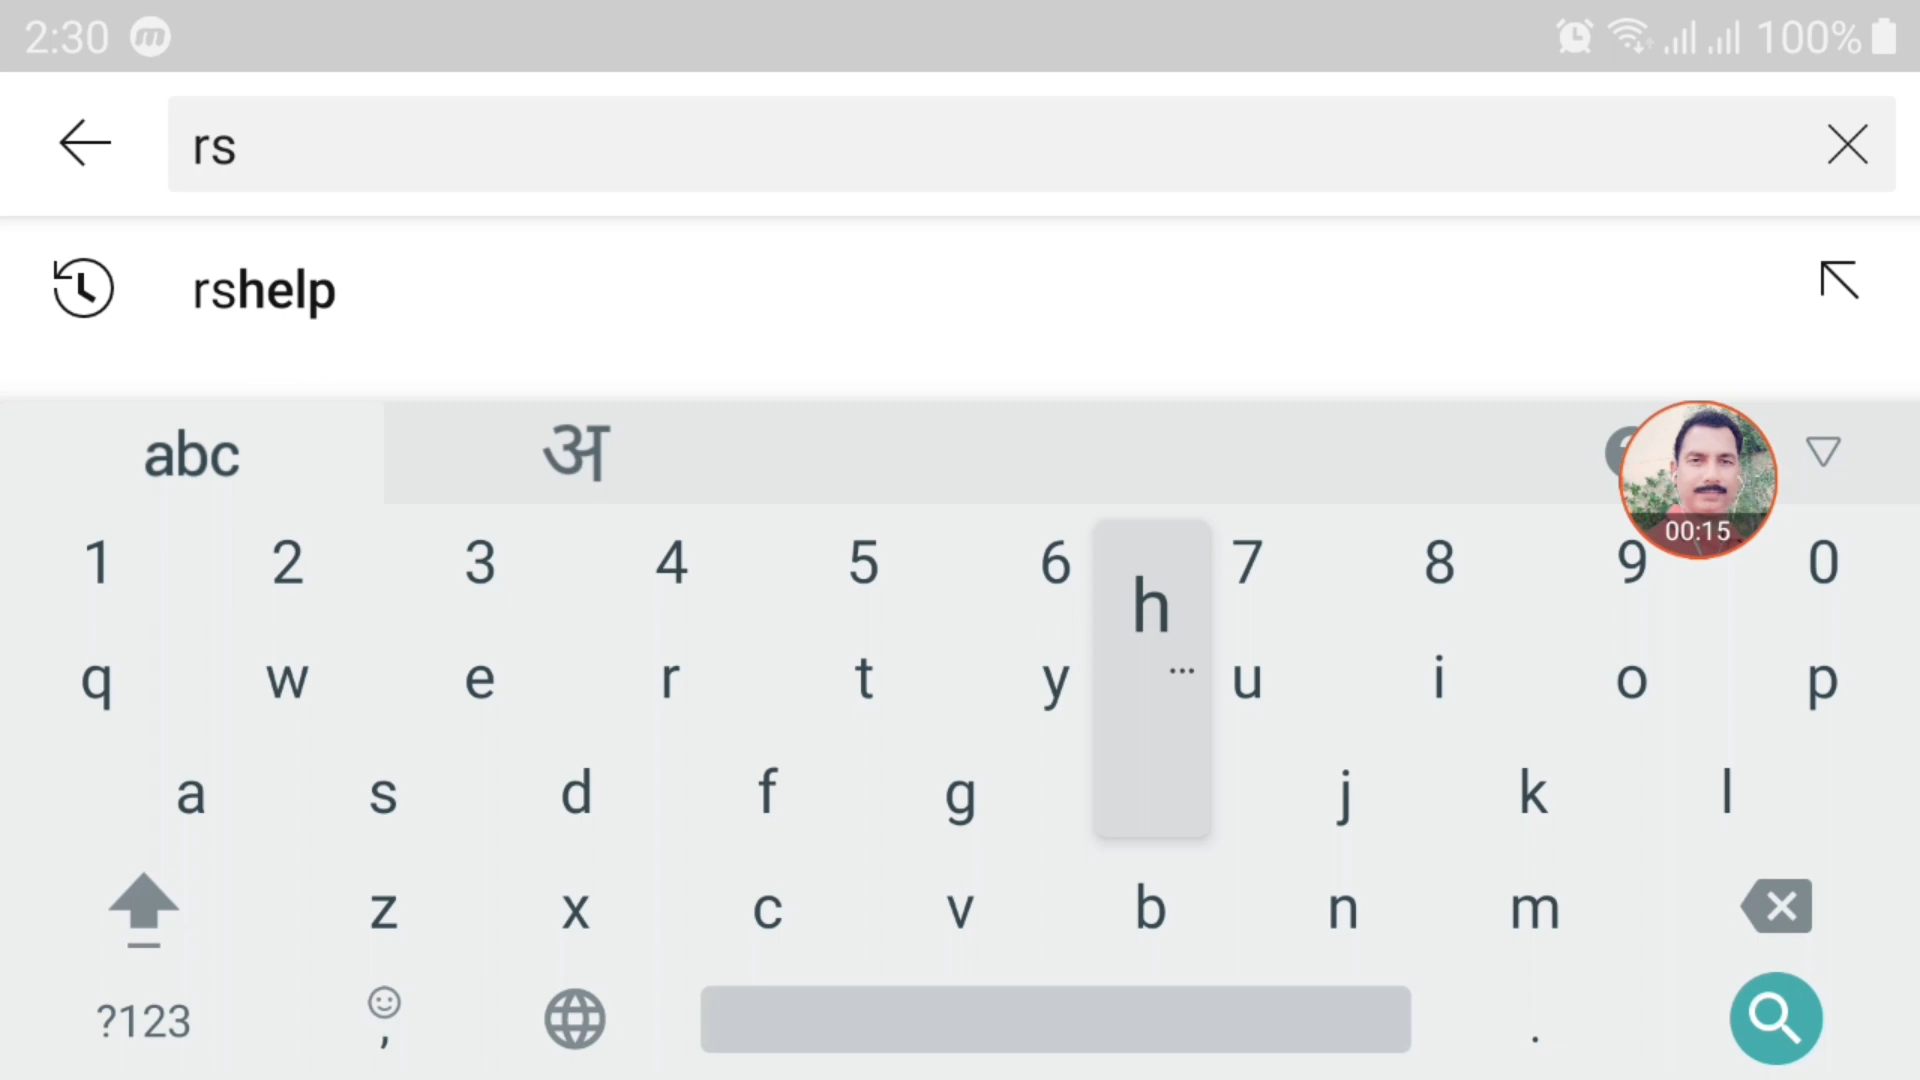 2:30 100%
rs
rshelp
abc अ
00:15
1 2 3 4 5 6 7 8 9 0
h
q w e r t y u i o p
a s d f g j k l
z x c v b n m
?123 , .